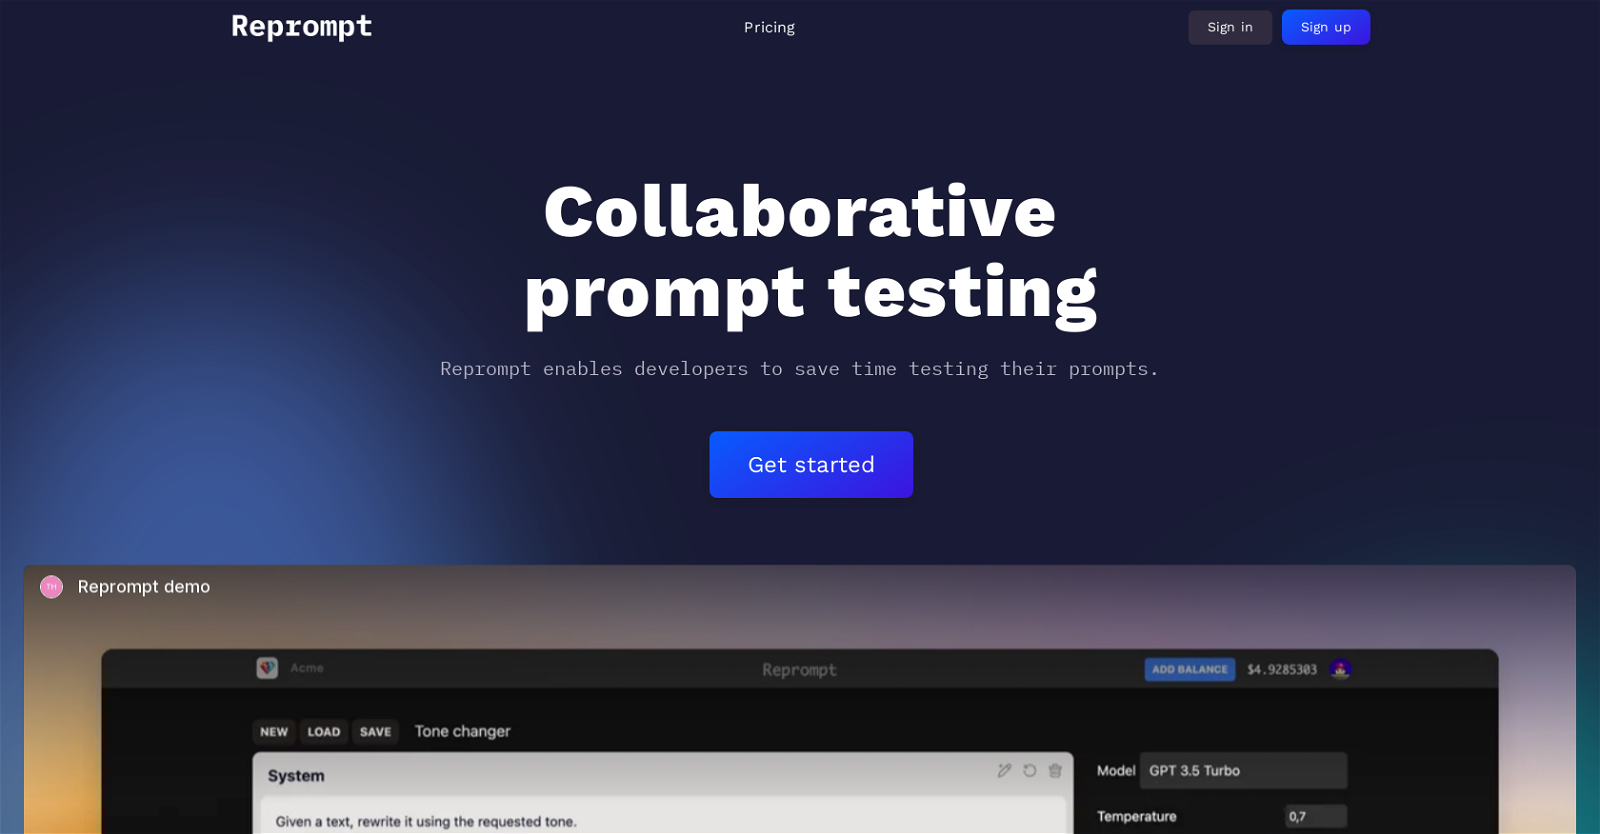 Reprompt
Pricing
Sign in
Sign up
Collaborative
prompt testing
Reprompt enables developers to save time testing their prompts.
Get started
TH
Reprompt demo
Acme
Reprompt
ADD BALANCE
$4.9285303
NEW
LOAD
SAVE
Tone changer
System
Model
GPT 3.5 Turbo
Given a text, rewrite it using the requested tone.
Temperature
0,7